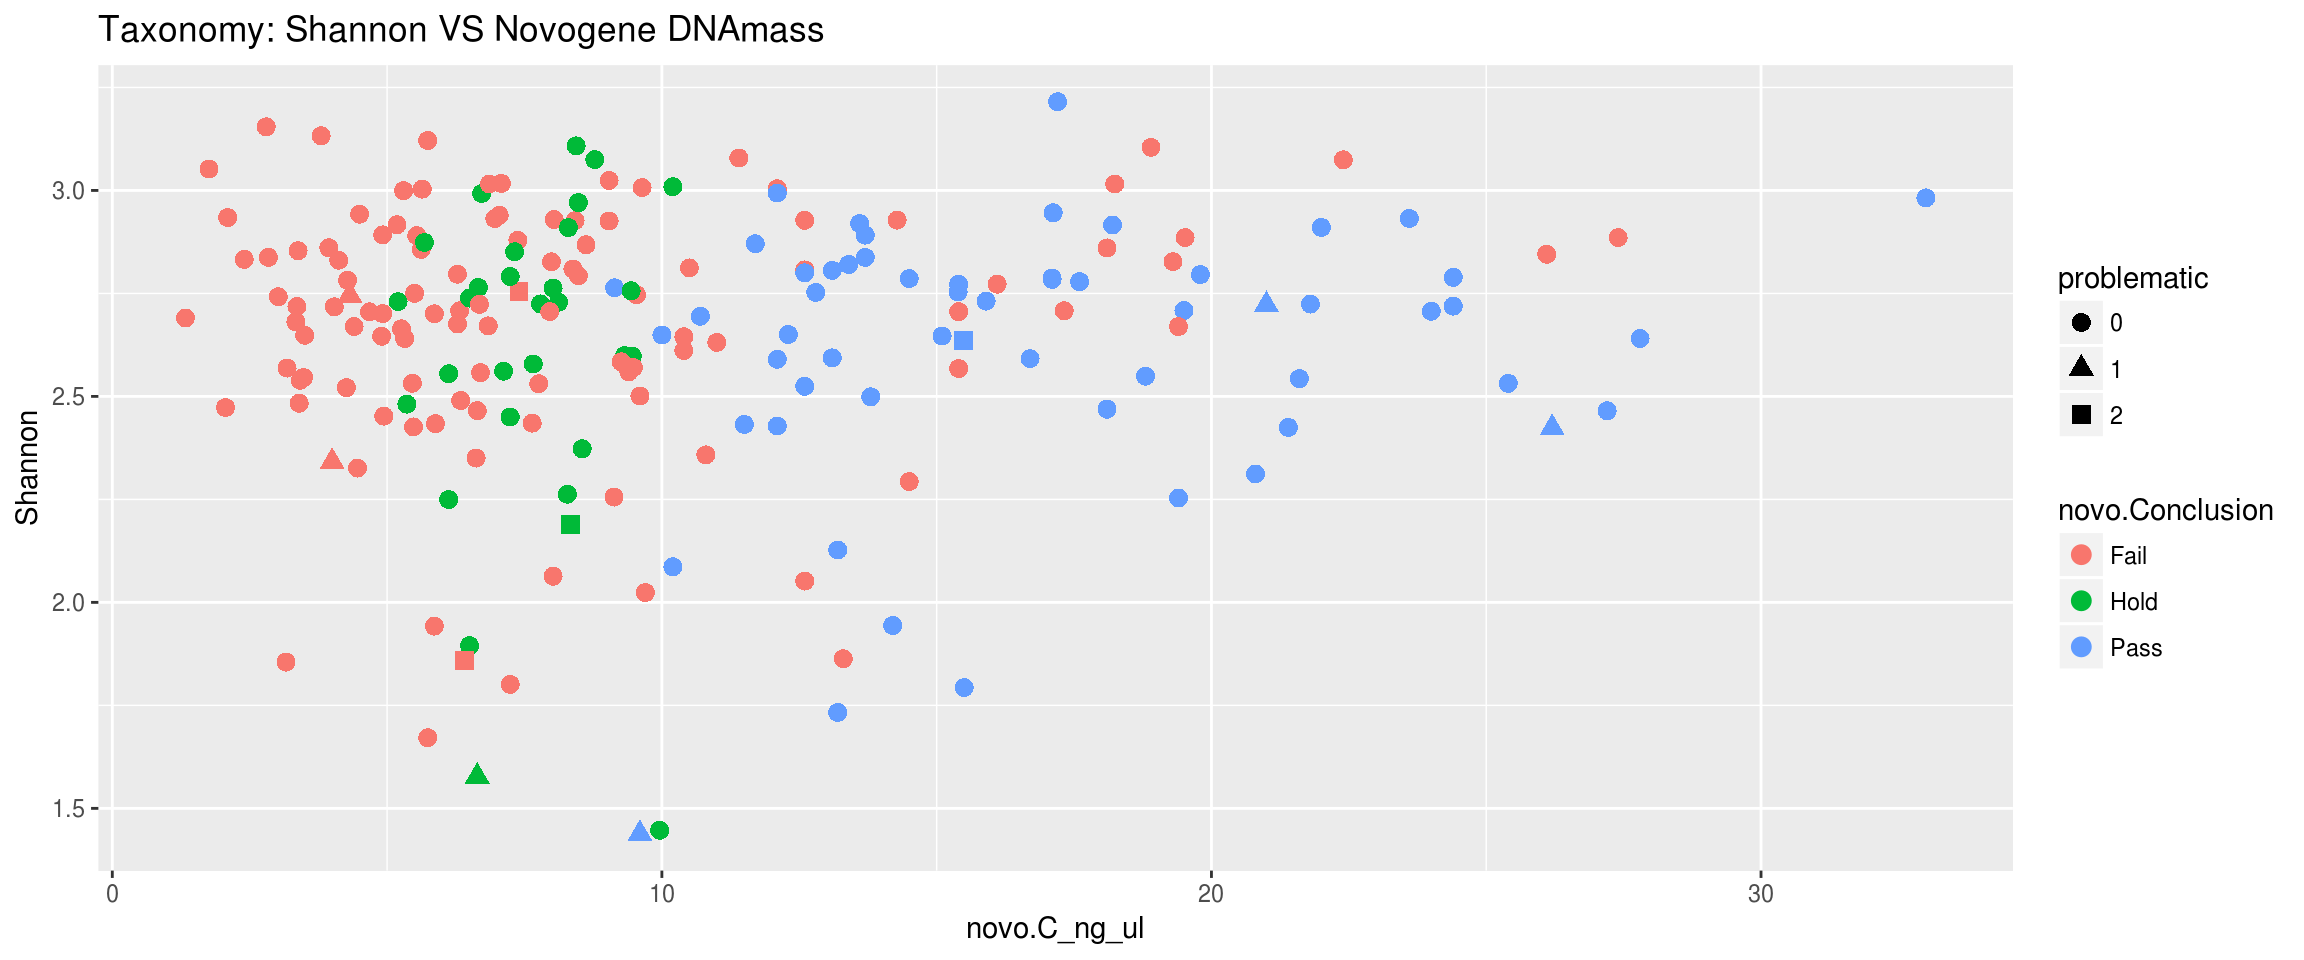 Taxonomy: Shannon VS Novogene DNAmass
Shannon
3.0
2.5
2.0
1.5
0
10
20
30
novo.C_ng_ul
problematic
0
1
2
novo.Conclusion
Fail
Hold
Pass